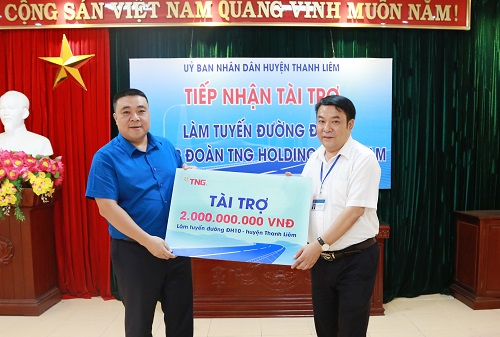 CỘNG SẢN VIỆT NAM QUANG VINH MUÔN NĂM!
UỶ BAN NHÂN DÂN HUYỆN THANH LIÊM
TIẾP NHẬN TÀI TRỢ
LÀM TUYẾN ĐƯỜNG
ĐOÀN TNG HOLDING
TNG
TÀI TRỢ
2.000.000.000 VNĐ
Làm tuyến đường ĐH10 - huyện Thanh Liêm